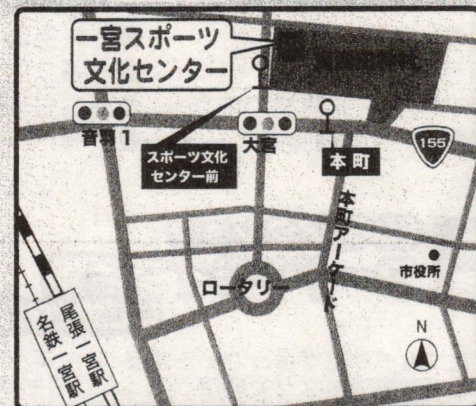 一宮スポーツ
文化センター
音羽1
大宮
スポーツ文化
センター前
本町
155
本町アーケード
市役所
ロータリー
尾張一宮駅
名鉄一宮駅
N